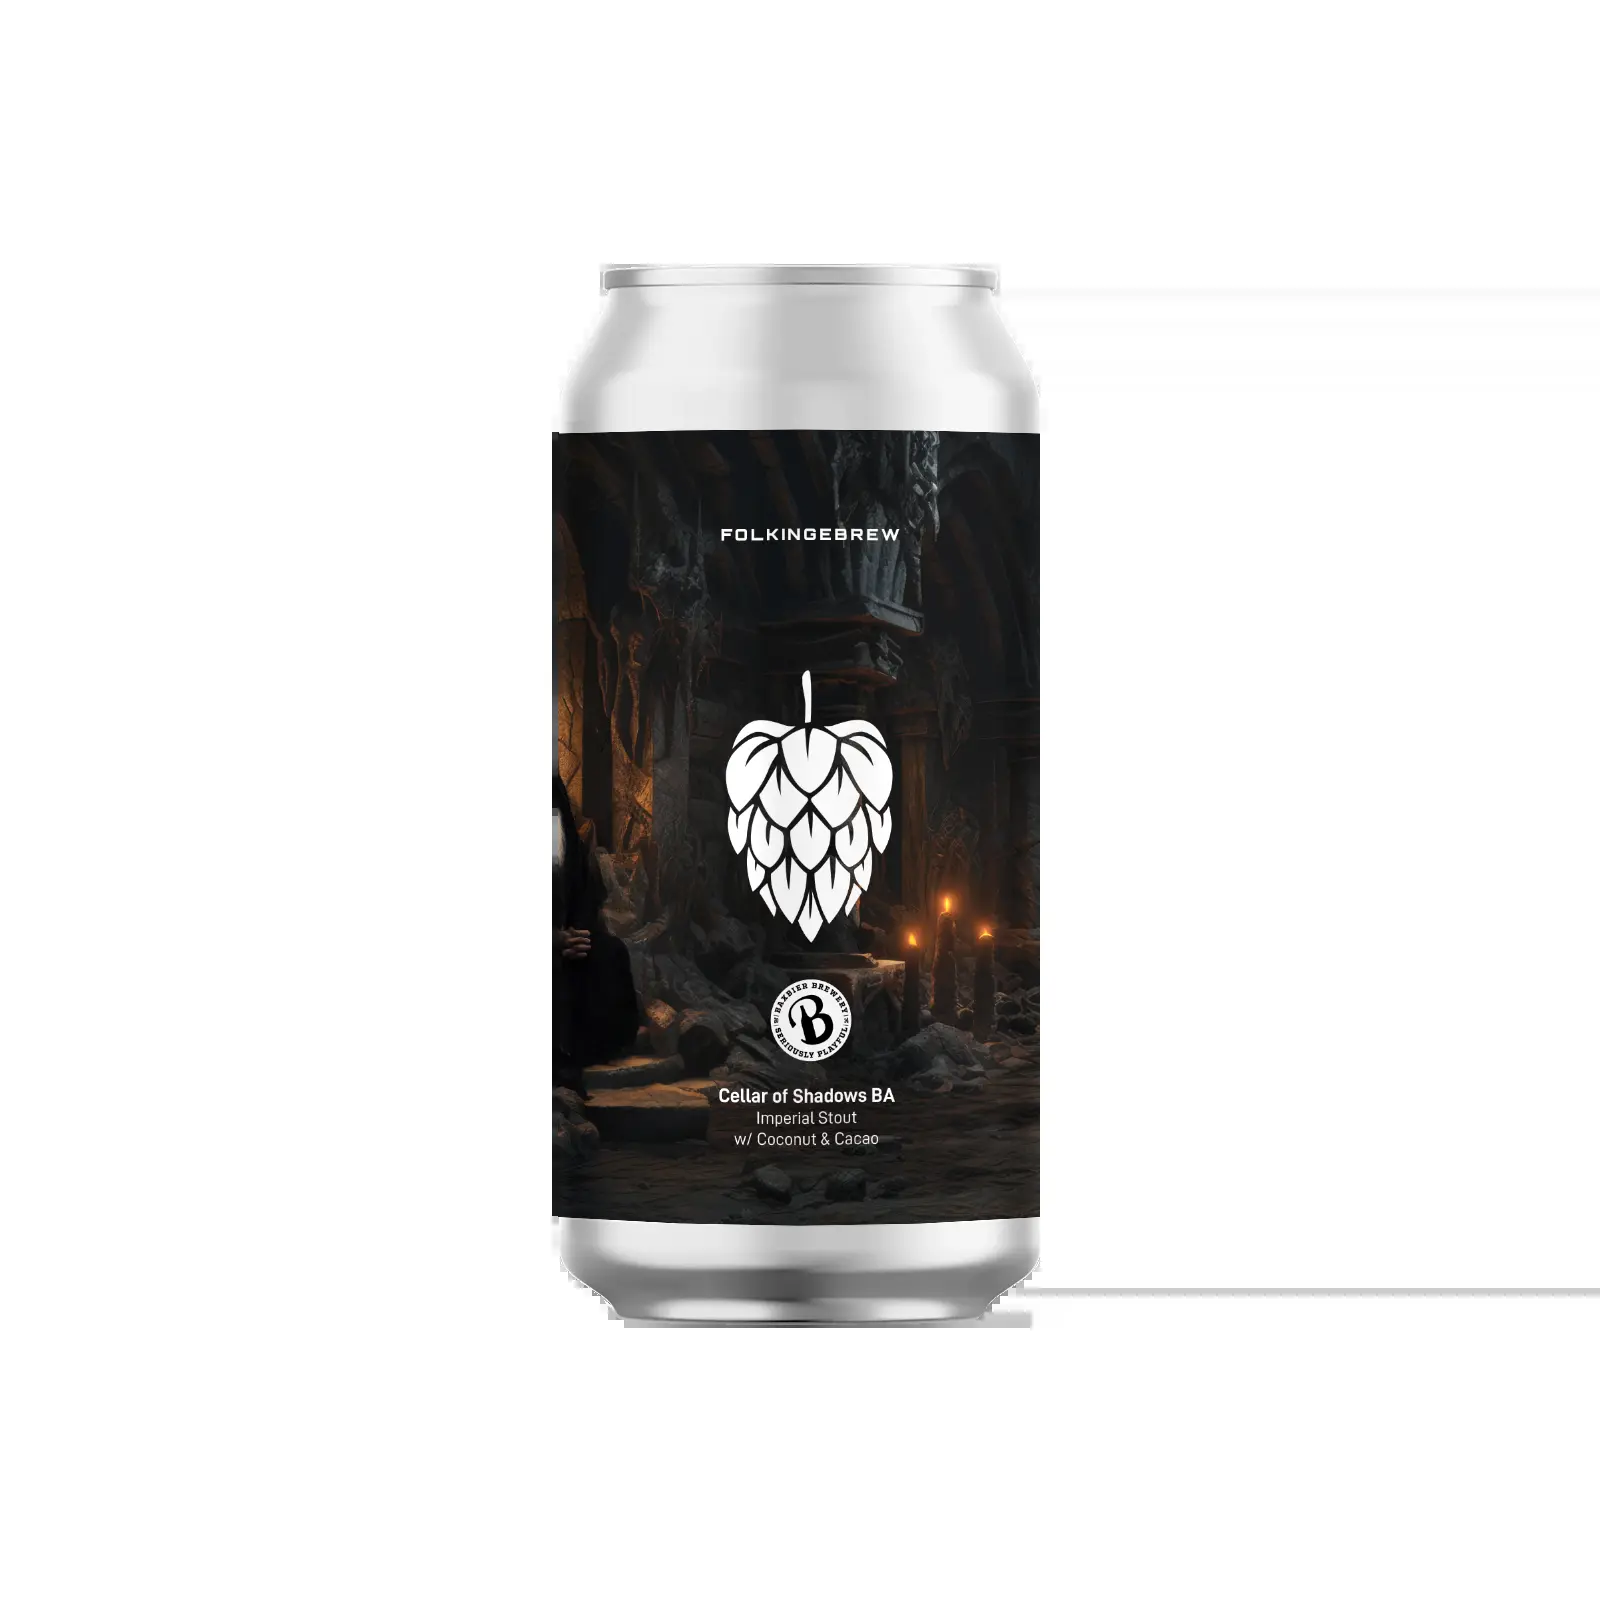 FOLKINGEBREW
BAXBIER BREWERY
B
SERIOUSLY PLAYFUL
Cellar of Shadows BA
Imperial Stout
w/ Coconut & Cacao